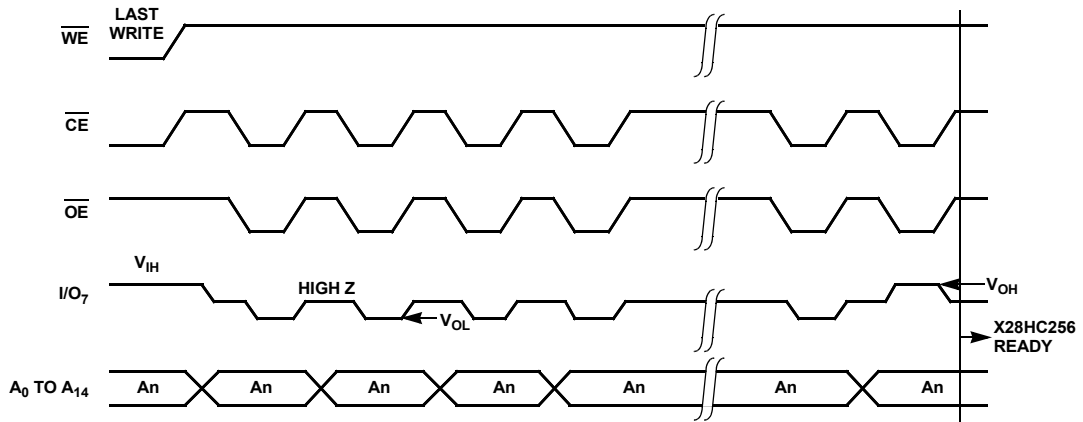 LAST
WRITE
WE
CE
OE
VIH
I/O7
HIGH Z
VOL
VOH
X28HC256
READY
A0 TO A14 An An An An An An An